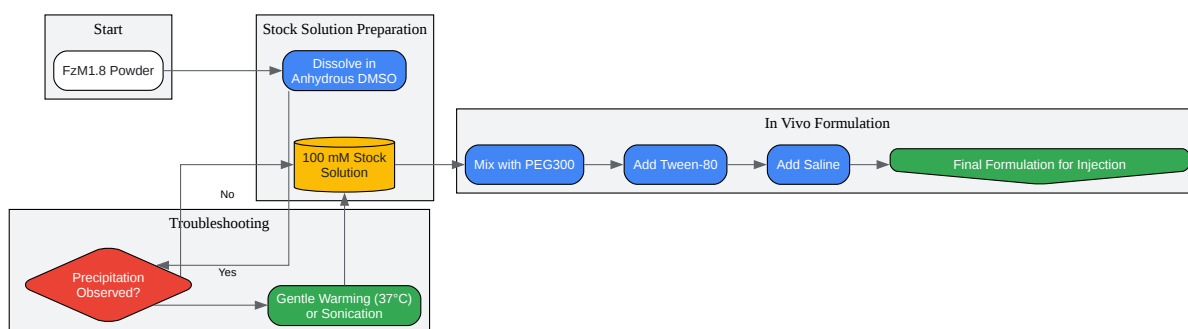 Start
FzM1.8 Powder
Stock Solution Preparation
Dissolve in
Anhydrous DMSO
100 mM Stock
Solution
In Vivo Formulation
Mix with PEG300
Add Tween-80
Add Saline
Final Formulation for Injection
No
Troubleshooting
Yes
Precipitation
Observed?
Gentle Warming (37°C)
or Sonication